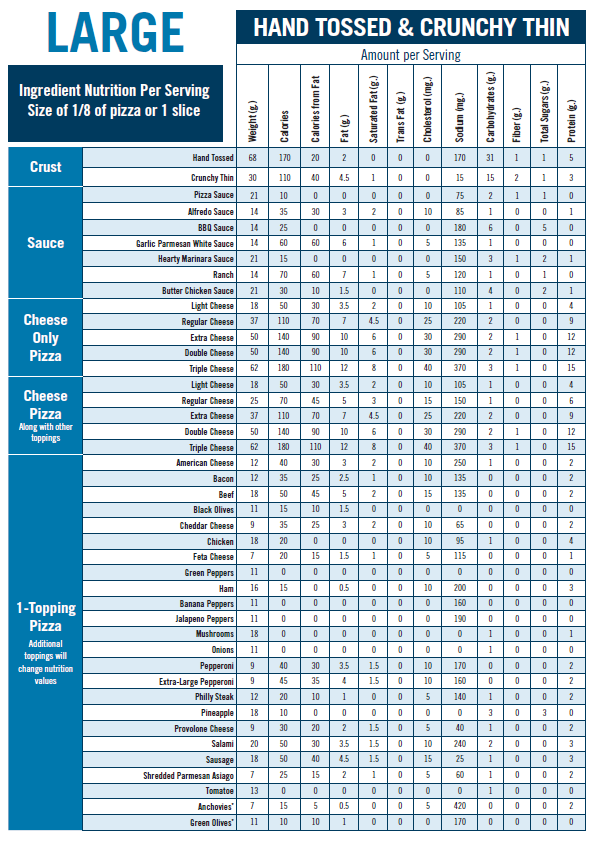 LARGE
HAND TOSSED & CRUNCHY THIN
Amount per Serving
Ingredient Nutrition Per Serving
Size of 1/8 of pizza or 1 slice
Weight (g.) Calories Calories from Fat Fat (g.) Saturated Fat (g.) Trans Fat (g.) Cholesterol (mg.) Sodium (mg.) Carbohydrates (g.) Fiber (g.) Total Sugars (g.) Protein (g.)
Crust
Hand Tossed 68 170 20 2 0 0 0 170 31 1 1 5
Crunchy Thin 30 110 40 4.5 1 0 0 15 15 2 1 3
Sauce
Pizza Sauce 21 10 0 0 0 0 0 75 2 1 1 0
Alfredo Sauce 14 35 30 3 2 0 10 85 1 0 0 1
BBQ Sauce 14 25 0 0 0 0 0 180 6 0 5 0
Garlic Parmesan White Sauce 14 60 60 6 1 0 5 135 1 0 0 0
Hearty Marinara Sauce 21 15 0 0 0 0 0 150 3 1 2 1
Ranch 14 70 60 7 1 0 5 120 1 0 1 0
Butter Chicken Sauce 21 30 10 1.5 0 0 0 110 4 0 2 1
Cheese
Only
Pizza
Light Cheese 18 50 30 3.5 2 0 10 105 1 0 0 4
Regular Cheese 37 110 70 7 4.5 0 25 220 2 0 0 9
Extra Cheese 50 140 90 10 6 0 30 290 2 1 0 12
Double Cheese 50 140 90 10 6 0 30 290 2 1 0 12
Triple Cheese 62 180 110 12 8 0 40 370 3 1 0 15
Cheese
Pizza
Along with other
toppings
Light Cheese 18 50 30 3.5 2 0 10 105 1 0 0 4
Regular Cheese 25 70 45 5 3 0 15 150 1 0 0 6
Extra Cheese 37 110 70 7 4.5 0 25 220 2 0 0 9
Double Cheese 50 140 90 10 6 0 30 290 2 1 0 12
Triple Cheese 62 180 110 12 8 0 40 370 3 1 0 15
1-Topping
Pizza
Additional
toppings will
change nutrition
values
American Cheese 12 40 30 3 2 0 10 250 1 0 0 2
Bacon 12 35 25 2.5 1 0 10 135 0 0 0 2
Beef 18 50 45 5 2 0 15 135 0 0 0 2
Black Olives 11 15 10 1.5 0 0 0 0 0 0 0 0
Cheddar Cheese 9 35 25 3 2 0 10 65 0 0 0 2
Chicken 18 20 0 0 0 0 10 95 1 0 0 4
Feta Cheese 7 20 15 1.5 1 0 5 115 0 0 0 1
Green Peppers 11 0 0 0 0 0 0 0 0 0 0 0
Ham 16 15 0 0.5 0 0 10 200 0 0 0 3
Banana Peppers 11 0 0 0 0 0 0 160 0 0 0 0
Jalapeno Peppers 11 0 0 0 0 0 0 190 0 0 0 0
Mushrooms 18 0 0 0 0 0 0 0 1 0 0 1
Onions 11 0 0 0 0 0 0 0 1 0 0 0
Pepperoni 9 40 30 3.5 1.5 0 10 170 0 0 0 2
Extra-Large Pepperoni 9 45 35 4 1.5 0 10 160 0 0 0 2
Philly Steak 12 20 10 1 0 0 5 140 1 0 0 2
Pineapple 18 10 0 0 0 0 0 0 3 0 3 0
Provolone Cheese 9 30 20 2 1.5 0 5 40 1 0 0 2
Salami 20 50 30 3.5 1.5 0 10 240 2 0 0 3
Sausage 18 50 40 4.5 1.5 0 15 25 1 0 0 3
Shredded Parmesan Asiago 7 25 15 2 1 0 5 60 1 0 0 2
Tomatoe 13 0 0 0 0 0 0 0 1 0 0 0
Anchovies* 7 15 5 0.5 0 0 5 420 0 0 0 2
Green Olives* 11 10 10 1 0 0 0 170 0 0 0 0